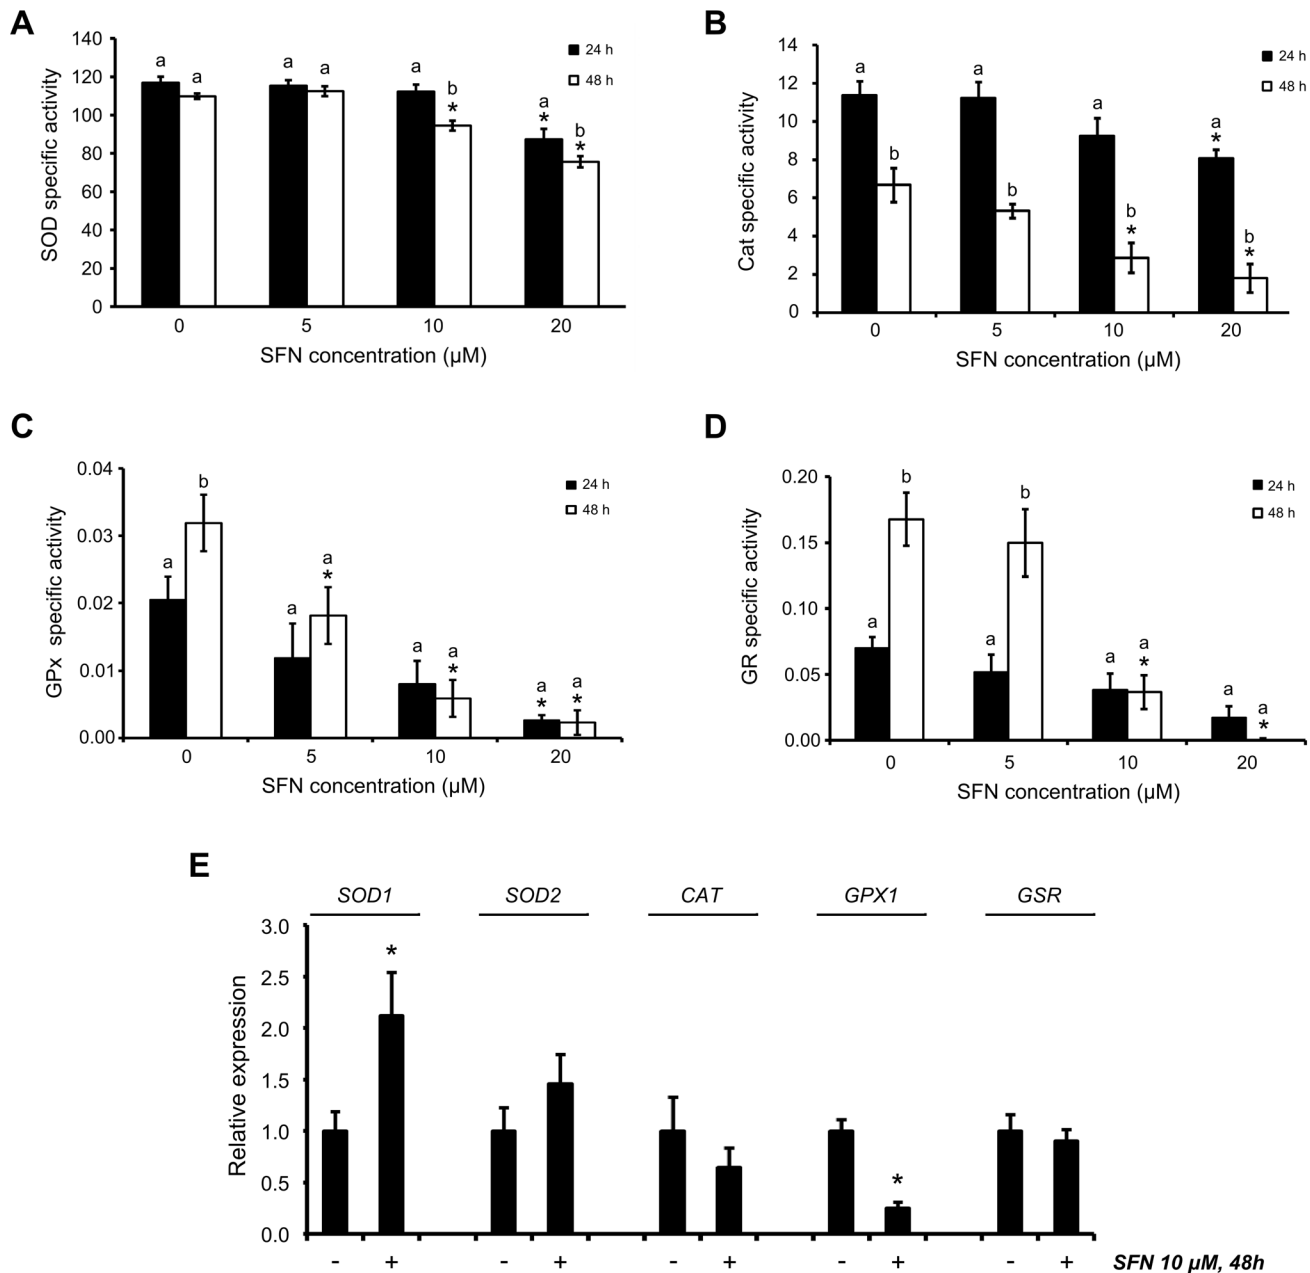 A
SOD specific activity
140
120
100
80
60
40
20
0
24 h
48 h
a a a a a b * a * b *
0 5 10 20
SFN concentration (µM)
B
Cat specific activity
14
12
10
8
6
4
2
0
24 h
48 h
a b a b a b * a * b *
0 5 10 20
SFN concentration (µM)
C
GPx specific activity
0.04
0.03
0.02
0.01
0.00
24 h
48 h
a b a a * a a * a * a *
0 5 10 20
SFN concentration (µM)
D
GR specific activity
0.20
0.15
0.10
0.05
0.00
24 h
48 h
a b a b a a * a a *
0 5 10 20
SFN concentration (µM)
E
SOD1 SOD2 CAT GPX1 GSR
Relative expression
3.0
2.5
2.0
1.5
1.0
0.5
0.0
* *
- + - + - + - + - + SFN 10 µM, 48h